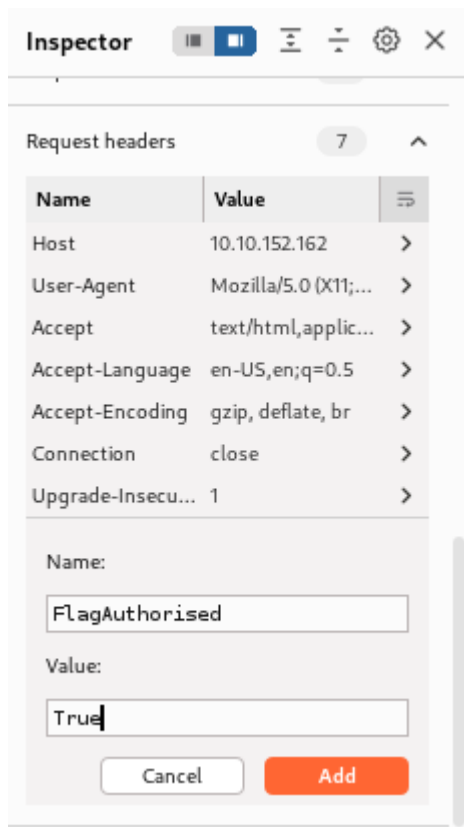 Inspector
Request headers 7
Name Value
Host 10.10.152.162
User-Agent Mozilla/5.0 (X11;...
Accept text/html,applic...
Accept-Language en-US,en;q=0.5
Accept-Encoding gzip, deflate, br
Connection close
Upgrade-Insecu... 1
Name:
FlagAuthorised
Value:
True
Cancel Add